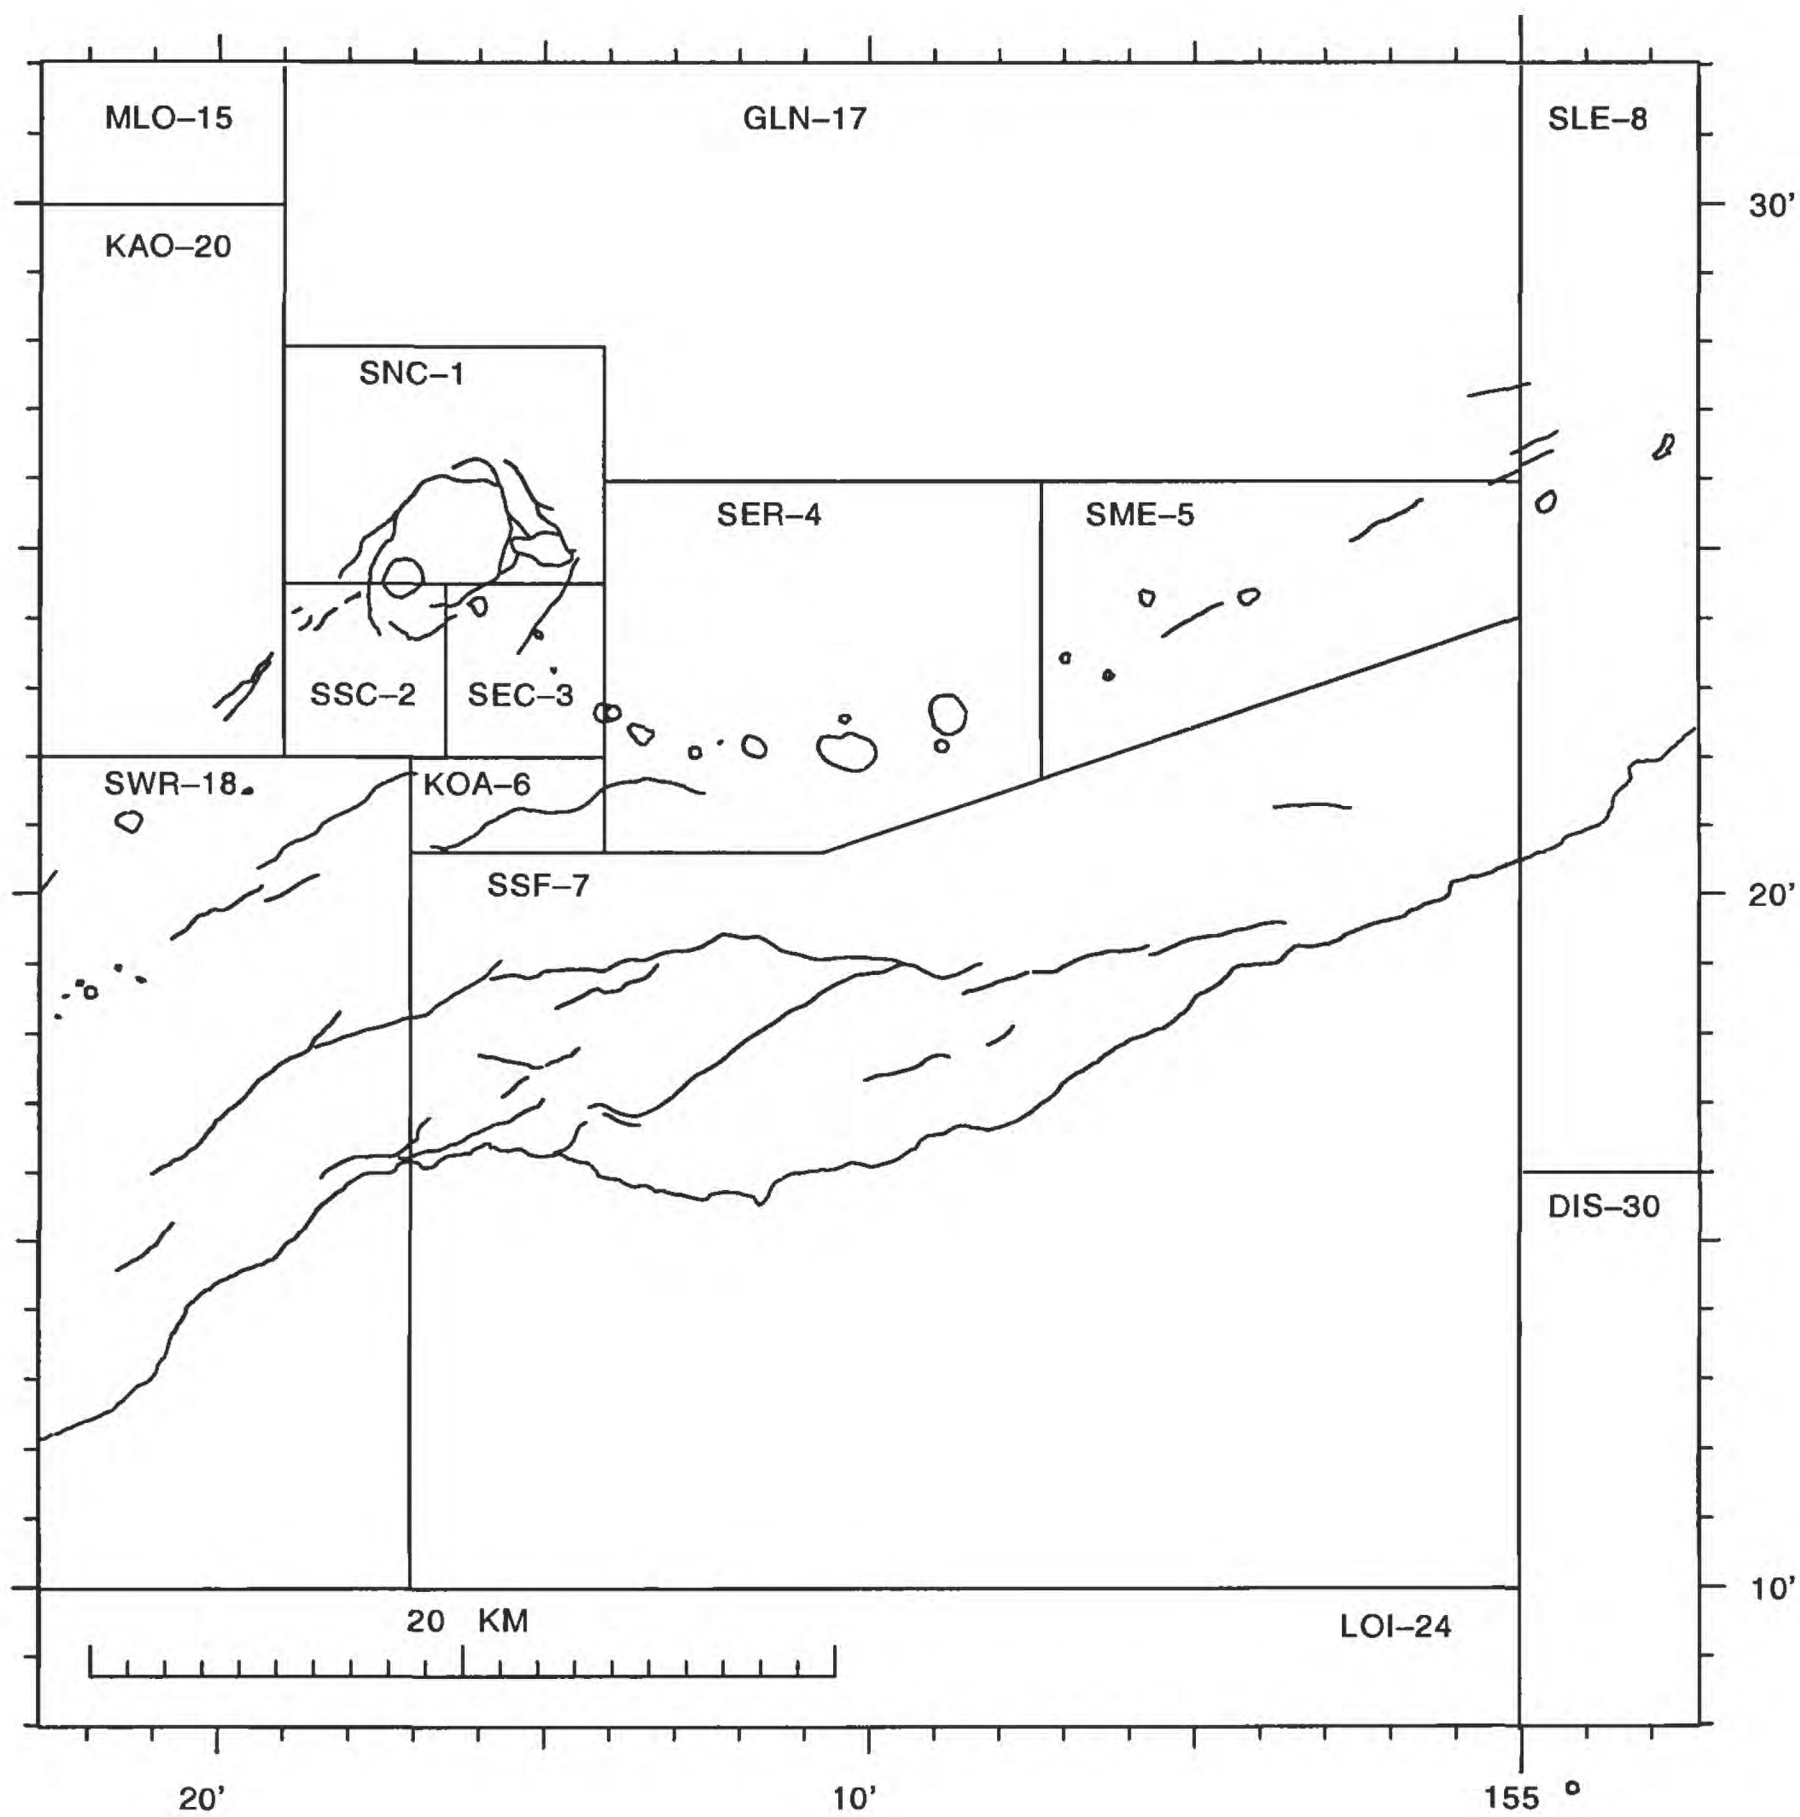 MLO–15
GLN–17
SLE–8
30'
KAO–20
SNC–1
SER–4
SME–5
SSC–2
SEC–3
SWR–18
KOA–6
SSF–7
20'
DIS–30
10'
20 KM
LOI–24
20'
10'
155 °